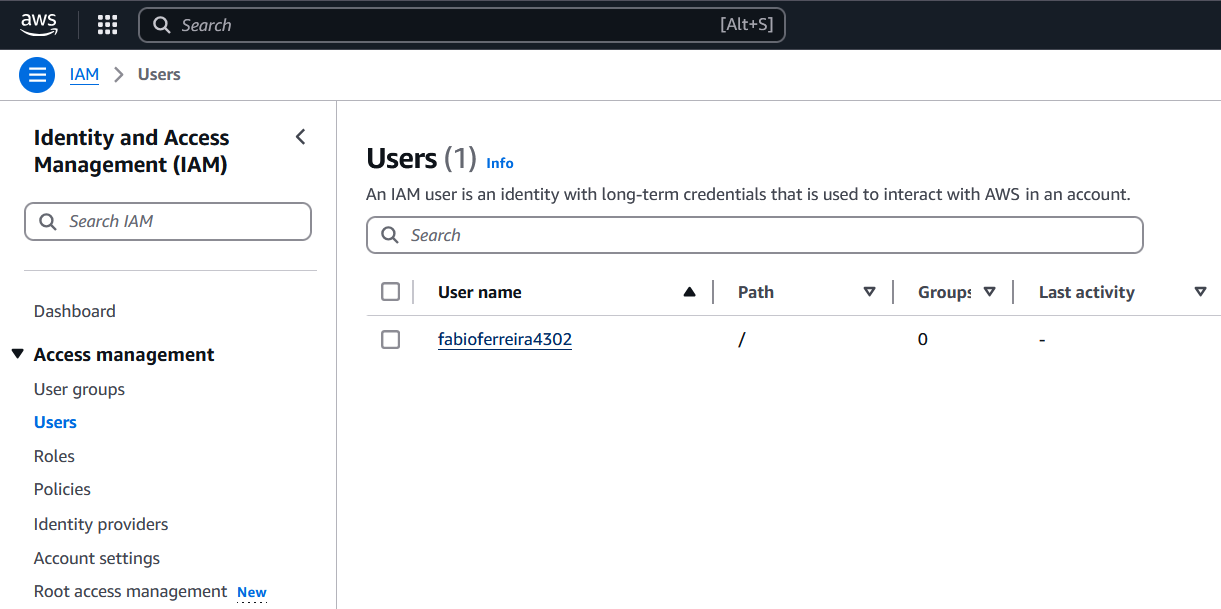 aws Search [Alt+S]
IAM > Users
Identity and Access
Management (IAM)
Search IAM
Dashboard
Access management
User groups
Users
Roles
Policies
Identity providers
Account settings
Root access management New
Users (1) Info
An IAM user is an identity with long-term credentials that is used to interact with AWS in an account.
Search
User name Path Groups Last activity
fabioferreira4302 / 0 -